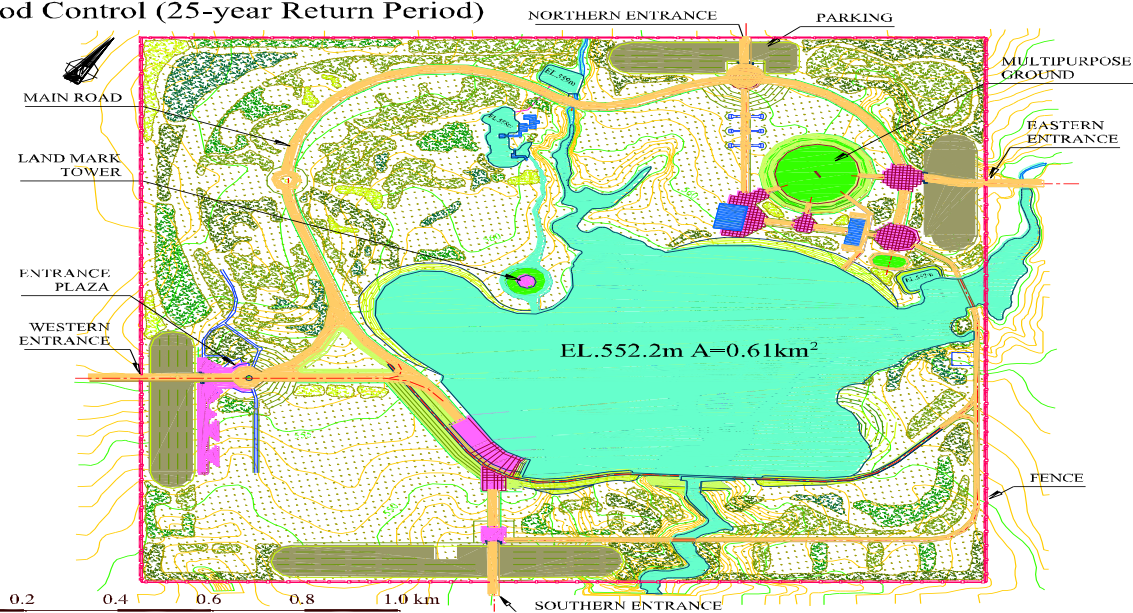 od Control (25-year Return Period)
NORTHERN ENTRANCE
PARKING
MULTIPURPOSE
GROUND
MAIN ROAD
EASTERN
ENTRANCE
LAND MARK
TOWER
ENTRANCE
PLAZA
WESTERN
ENTRANCE
EL.552.2m A=0.61km²
FENCE
0.2 0.4 0.6 0.8 1.0 km
SOUTHERN ENTRANCE